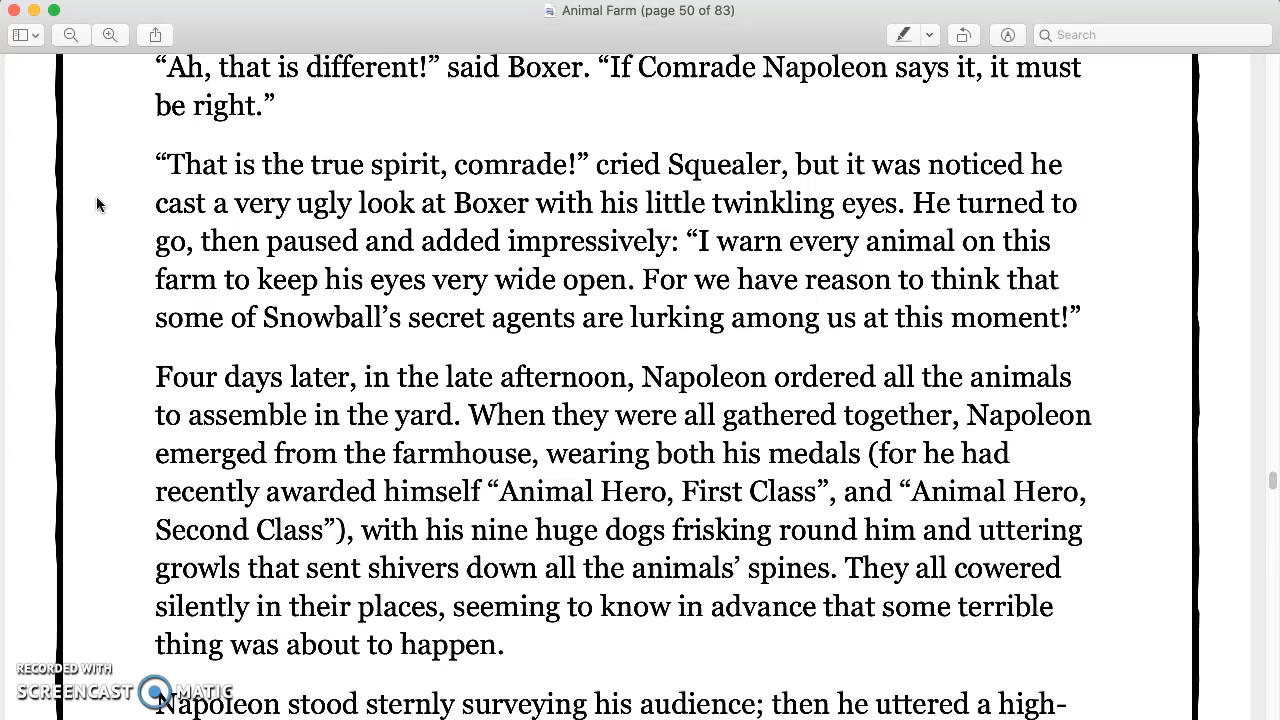 Animal Farm (page 50 of 83)
Search
“Ah, that is different!” said Boxer. “If Comrade Napoleon says it, it must
be right.”
“That is the true spirit, comrade!” cried Squealer, but it was noticed he
cast a very ugly look at Boxer with his little twinkling eyes. He turned to
go, then paused and added impressively: “I warn every animal on this
farm to keep his eyes very wide open. For we have reason to think that
some of Snowball’s secret agents are lurking among us at this moment!”
Four days later, in the late afternoon, Napoleon ordered all the animals
to assemble in the yard. When they were all gathered together, Napoleon
emerged from the farmhouse, wearing both his medals (for he had
recently awarded himself “Animal Hero, First Class”, and “Animal Hero,
Second Class”), with his nine huge dogs frisking round him and uttering
growls that sent shivers down all the animals’ spines. They all cowered
silently in their places, seeming to know in advance that some terrible
thing was about to happen.
RECORDED WITH
SCREENCAST MATIC
Napoleon stood sternly surveying his audience; then he uttered a high-